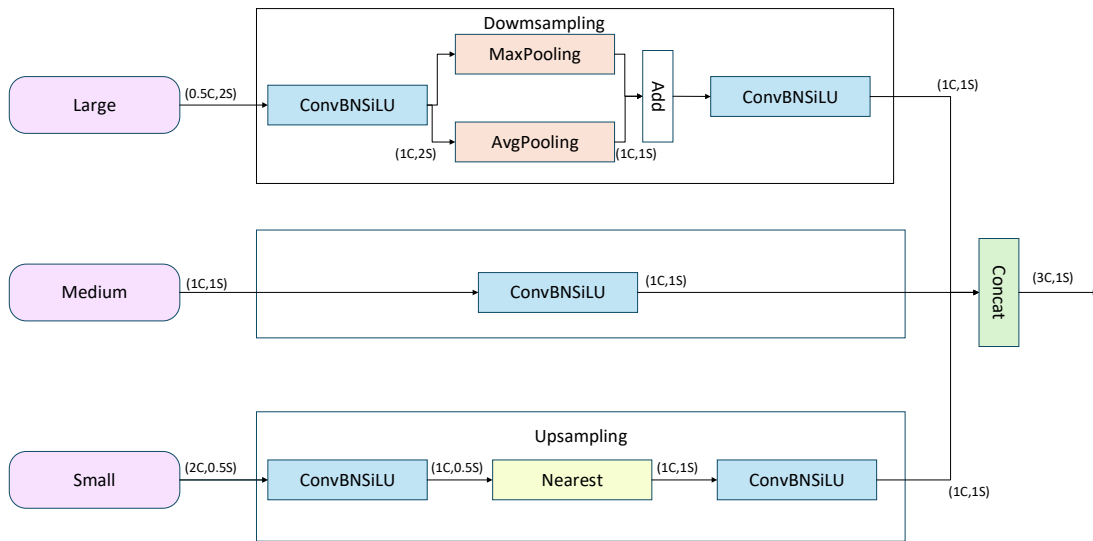 Dowmsampling
Large
(0.5C,2S)
ConvBNSiLU
MaxPooling
AvgPooling
(1C,2S)
(1C,1S)
Add
ConvBNSiLU
(1C,1S)
Medium
(1C,1S)
ConvBNSiLU
(1C,1S)
Concat
(3C,1S)
Upsampling
Small
(2C,0.5S)
ConvBNSiLU
(1C,0.5S)
Nearest
(1C,1S)
ConvBNSiLU
(1C,1S)